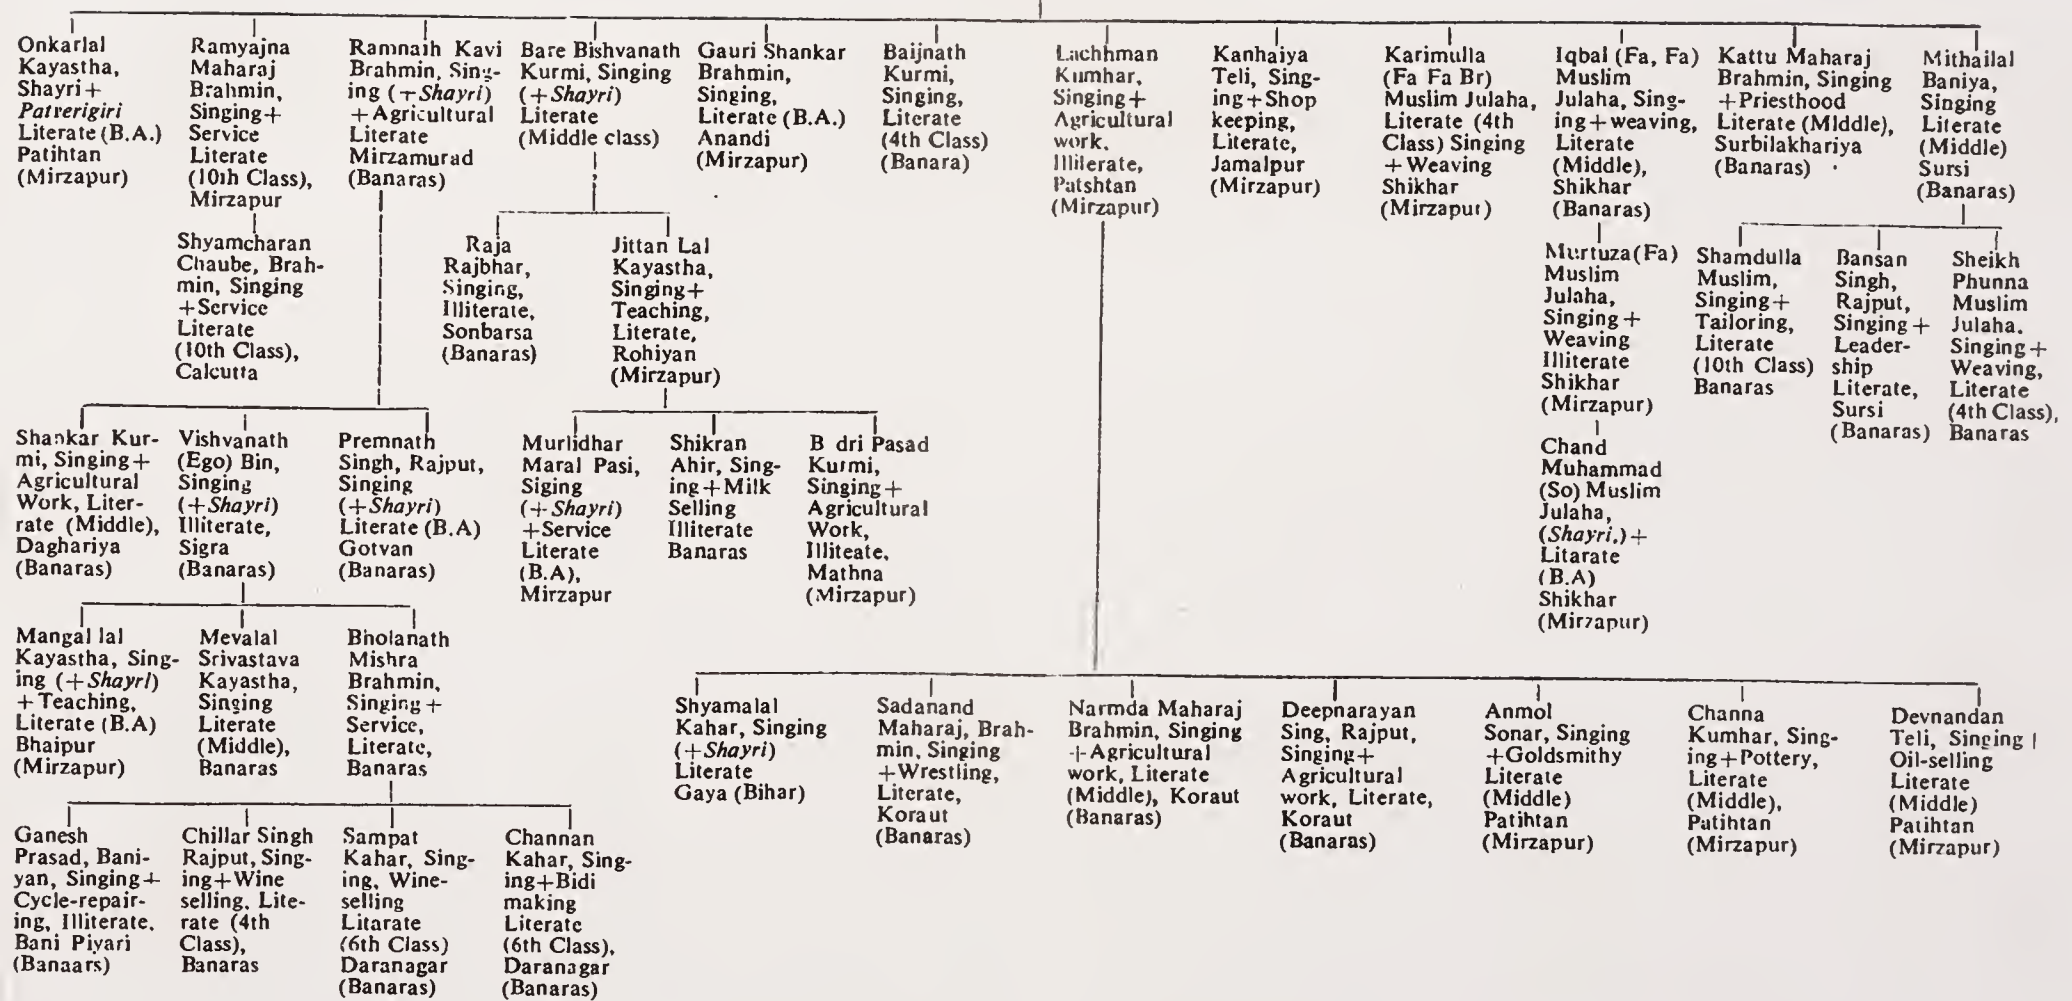 Onkarlal
Kayastha,
Shayri+
Patrerigiri
Literate (B.A.)
Patihtan
(Mirzapur)
Ramyajna
Maharaj
Brahmin,
Singing+
Service
Literate
(10th Class),
Mirzapur
Ramnath Kavi
Brahmin, Sing-
ing (+Shayri)
+Agricultural
Literate
Mirzamurad
(Banaras)
Bare Bishvanath
Kurmi, Singing
(+Shayri)
Literate
(Middle class)
Gauri Shankar
Brahmin,
Singing,
Literate (B.A.)
Anandi
(Mirzapur)
Baijnath
Kurmi,
Singing,
Literate
(4th Class)
(Banara)
Lachhman
Kumhar,
Singing+
Agricultural
work,
Illilerate,
Patshtan
(Mirzapur)
Kanhaiya
Teli, Sing-
ing+Shop
keeping,
Literate,
Jamalpur
(Mirzapur)
Karimulla
(Fa Fa Br)
Muslim Julaha,
Literate (4th
Class) Singing
+Weaving
Shikhar
(Mirzapur)
Iqbal (Fa, Fa)
Muslim
Julaha, Sing-
ing+weaving,
Literate
(Middle),
Shikhar
(Banaras)
Kattu Maharaj
Brahmin, Singing
+Priesthood
Literate (Middle),
Surbilakhariya
(Banaras)
Mithailal
Baniya,
Singing
Literate
(Middle)
Sursi
(Banaras)
Shyamcharan
Chaube, Brah-
min, Singing
+Service
Literate
(10th Class),
Calcutta
Raja
Rajbhar,
Singing,
Illiterate,
Sonbarsa
(Banaras)
Jittan Lal
Kayastha,
Singing+
Teaching,
Literate,
Rohiyan
(Mirzapur)
Murtuza(Fa)
Muslim
Julaha,
Singing+
Weaving
Illiterate
Shikhar
(Mirzapur)
Shamdulla
Muslim,
Singing+
Tailoring,
Literate
(10th Class)
Banaras
Bansan
Singh,
Rajput,
Singing+
Leader-
ship
Literate,
Sursi
(Banaras)
Sheikh
Phunna
Muslim
Julaha.
Singing+
Weaving,
Literate
(4th Class),
Banaras
Chand
Muhammad
(So) Muslim
Julaha,
(Shayri.)+
Litarate
(B.A)
Shikhar
(Mirzapur)
Shankar Kur-
mi, Singing+
Agricultural
Work, Liter-
rate (Middle),
Daghariya
(Banaras)
Vishvanath
(Ego) Bin,
Singing
(+Shayri)
Illiterate,
Sigra
(Banaras)
Premnath
Singh, Rajput,
Singing
(+Shayri)
Literate (B.A)
Gotvan
(Banaras)
Murlidhar
Maral Pasi,
Siging
(+Shayri)
+Service
Literate
(B.A),
Mirzapur
Shikran
Ahir, Sing-
ing+Milk
Selling
Illiterate
Banaras
B dri Pasad
Kurmi,
Singing+
Agricultural
Work,
Illiteate,
Mathna
(Mirzapur)
Mangal lal
Kayastha, Sing-
ing (+Shayri)
+Teaching,
Literate (B.A)
Bhaipur
(Mirzapur)
Mevalal
Srivastava
Kayastha,
Singing
Literate
(Middle),
Banaras
Bholanath
Mishra
Brahmin,
Singing+
Service,
Literate,
Banaras
Shyamalal
Kahar, Singing
(+Shayri)
Literate
Gaya (Bihar)
Sadanand
Maharaj, Brah-
min, Singing
+Wrestling,
Literate,
Koraut
(Banaras)
Narmda Maharaj
Brahmin, Singing
+Agricultural
work, Literate
(Middle), Koraut
(Banaras)
Deepnarayan
Sing, Rajput,
Singing+
Agricultural
work, Literate,
Koraut
(Banaras)
Anmol
Sonar, Singing
+Goldsmithy
Literate
(Middle)
Patihtan
(Mirzapur)
Channa
Kumhar, Sing-
ing+Pottery,
Literate
(Middle),
Patihtan
(Mirzapur)
Devnandan
Teli, Singing |
Oil-selling
Literate
(Middle)
Patihtan
(Mirzapur)
Ganesh
Prasad, Bani-
yan, Singing+
Cycle-repair-
ing, Illiterate.
Bani Piyari
(Banaars)
Chillar Singh
Rajput, Sing-
ing+Wine
selling, Lite-
rate (4th
Class),
Banaras
Sampat
Kahar, Sing-
ing, Wine-
selling
Litarate
(6th Class)
Daranagar
(Banaras)
Channan
Kahar, Sing-
ing+Bidi
making
Literate
(6th Class),
Daranagar
(Banaras)